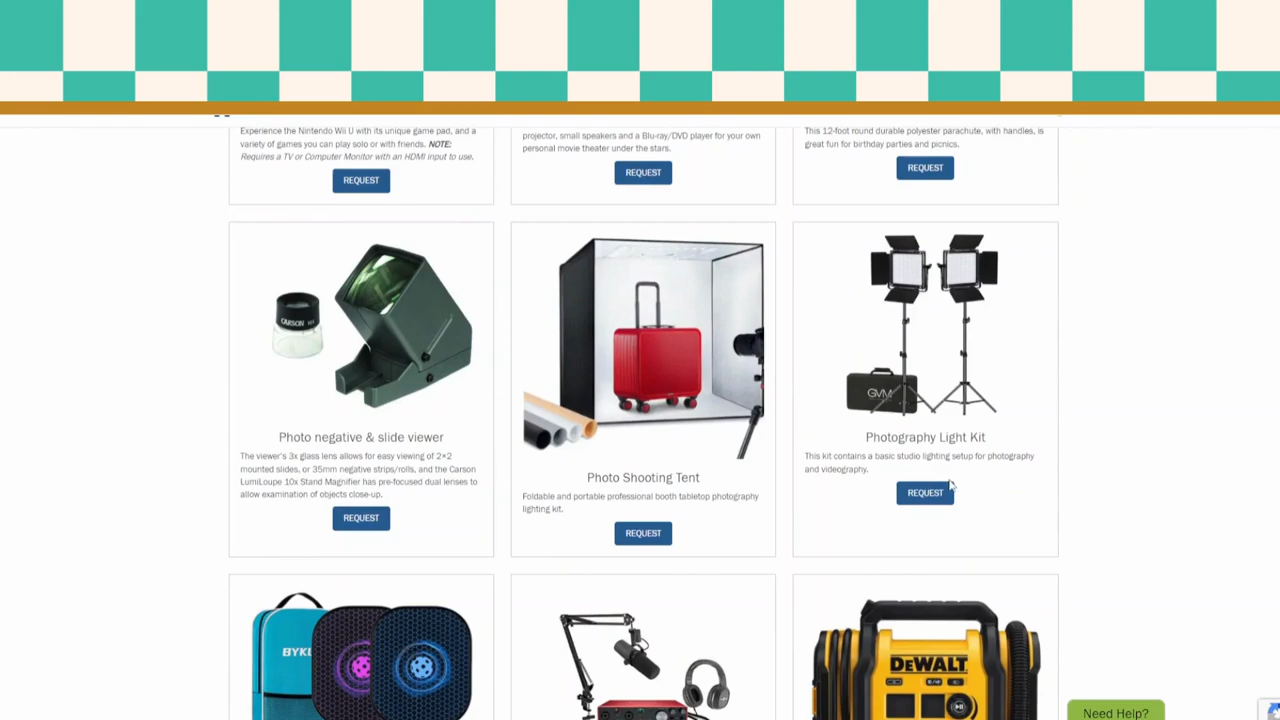 Experience the Nintendo Wii U with its unique game pad, and a
variety of games you can play solo or with friends. NOTE:
Requires a TV or Computer Monitor with an HDMI input to use.
REQUEST
projector, small speakers and a Blu-ray/DVD player for your own
personal movie theater under the stars.
REQUEST
This 12-foot round durable polyester parachute, with handles, is
great fun for birthday parties and picnics.
REQUEST
CARSON
Photo negative & slide viewer
The viewer's 3x glass lens allows for easy viewing of 2×2
mounted slides, or 35mm negative strips/rolls, and the Carson
LumiLoupe 10x Stand Magnifier has pre-focused dual lenses to
allow examination of objects close-up.
REQUEST
Photo Shooting Tent
Foldable and portable professional booth tabletop photography
lighting kit.
REQUEST
GVM
Photography Light Kit
This kit contains a basic studio lighting setup for photography
and videography.
REQUEST
DEWALT
Need Help?